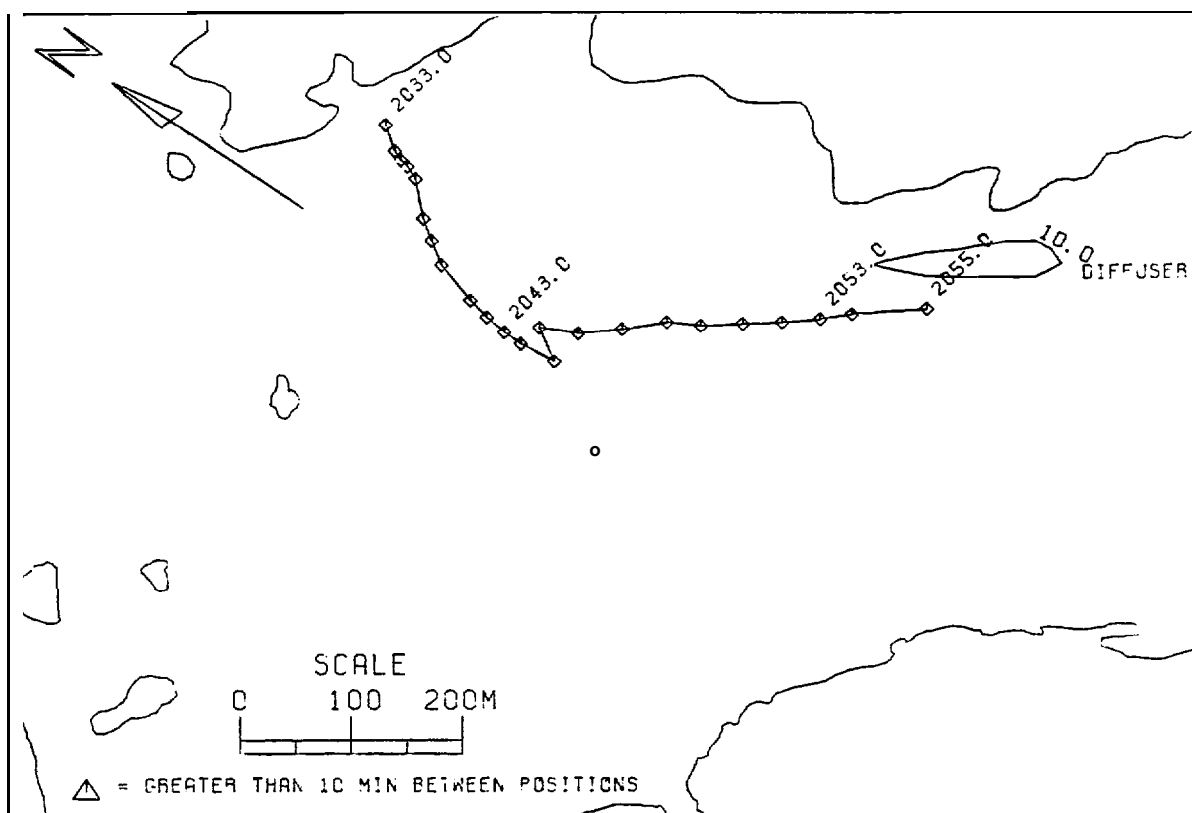 N
2033.0
2043.0
2053.0
2055.0
10.0
DIFFUSER
SCALE
0 100 200M
= GREATER THAN 10 MIN BETWEEN POSITIONS